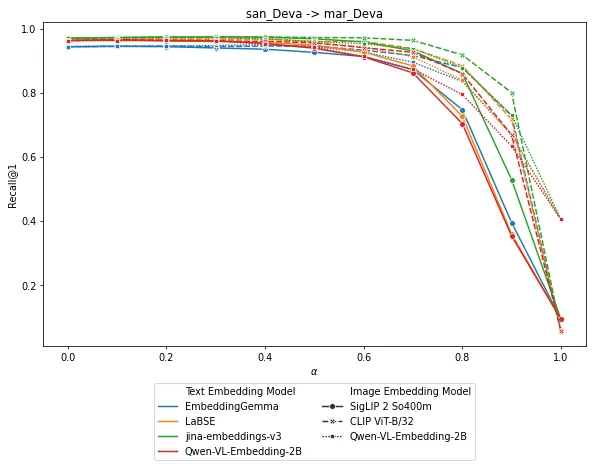 san_Deva -> mar_Deva
1.0
0.8
0.6
0.4
0.2
Recall@1
0.0 0.2 0.4 0.6 0.8 1.0
α
Text Embedding Model Image Embedding Model
EmbeddingGemma SigLIP 2 So400m
LaBSE CLIP ViT-B/32
jina-embeddings-v3 Qwen-VL-Embedding-2B
Qwen-VL-Embedding-2B